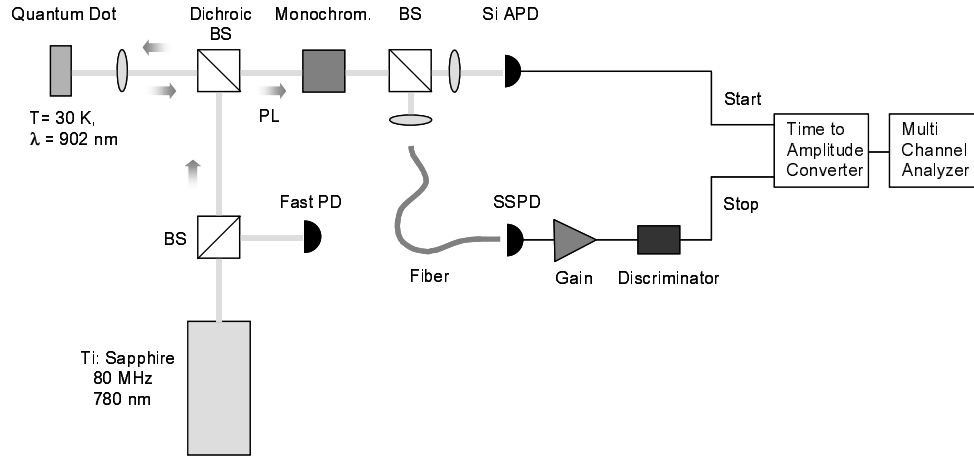 Quantum Dot
Dichroic
BS
Monochrom.
BS
Si APD
T= 30 K,
λ = 902 nm
PL
Start
Time to
Amplitude
Converter
Multi
Channel
Analyzer
Stop
Fast PD
SSPD
BS
Fiber
Gain
Discriminator
Ti: Sapphire
80 MHz
780 nm